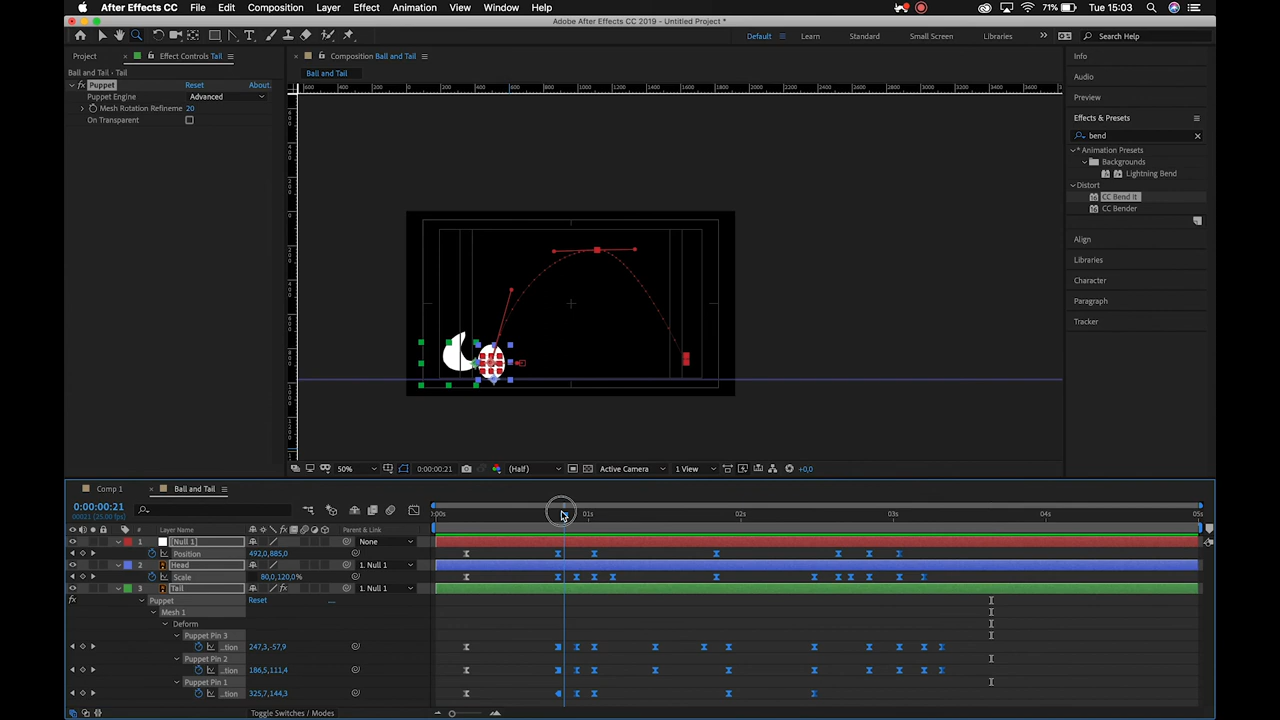 After Effects CC File Edit Composition Layer Effect Animation View Window Help 71% Tue 15:03
Adobe After Effects CC 2019 - Untitled Project *
Default Learn Standard Small Screen Libraries Search Help
Project Effect Controls Tail
Composition Ball and Tail
Ball and Tail • Tail
Ball and Tail
fx Puppet Reset About.
Puppet Engine Advanced
Mesh Rotation Refineme 20
On Transparent
Info
Audio
Preview
Effects & Presets
bend
* Animation Presets
Backgrounds
Lightning Bend
Distort
CC Bend It
CC Bender
Align
Libraries
Character
Paragraph
Tracker
50% 0:00:00:21 (Half) Active Camera 1 View +0,0
Comp 1 Ball and Tail
0:00:00:21
00021 (25.00 fps)
:00s 01s 02s 03s 04s 05s
# Layer Name Parent & Link
1 [Null 1] None
Position 492,0,885,0
2 Head 1. Null 1
Scale 80,0,120,0%
3 Tail 1. Null 1
fx Puppet Reset ...
Mesh 1
Deform
Puppet Pin 3
...tion 247,3,-57,9
Puppet Pin 2
...tion 186,5,111,4
Puppet Pin 1
...tion 325,7,144,3
Toggle Switches / Modes